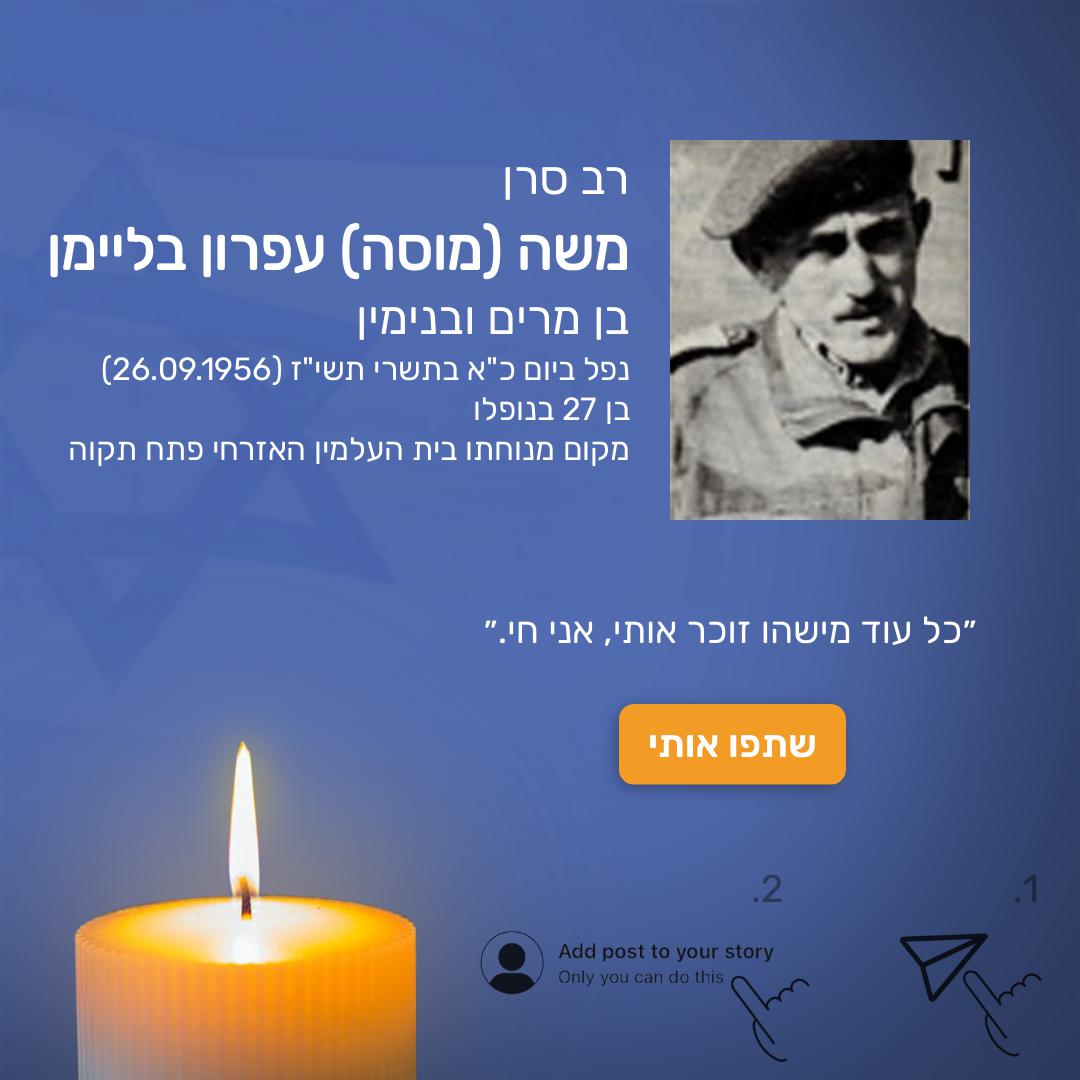 רב סרן
משה (מוסה) עפרון בליימן
בן מרים ובנימין
נפל ביום כ"א בתשרי תשי"ז (26.09.1956)
בן 27 בנופלו
מקום מנוחתו בית העלמין האזרחי פתח תקוה
״כל עוד מישהו זוכר אותי, אני חי.״
שתפו אותי
.1
.2
Add post to your story
Only you can do this